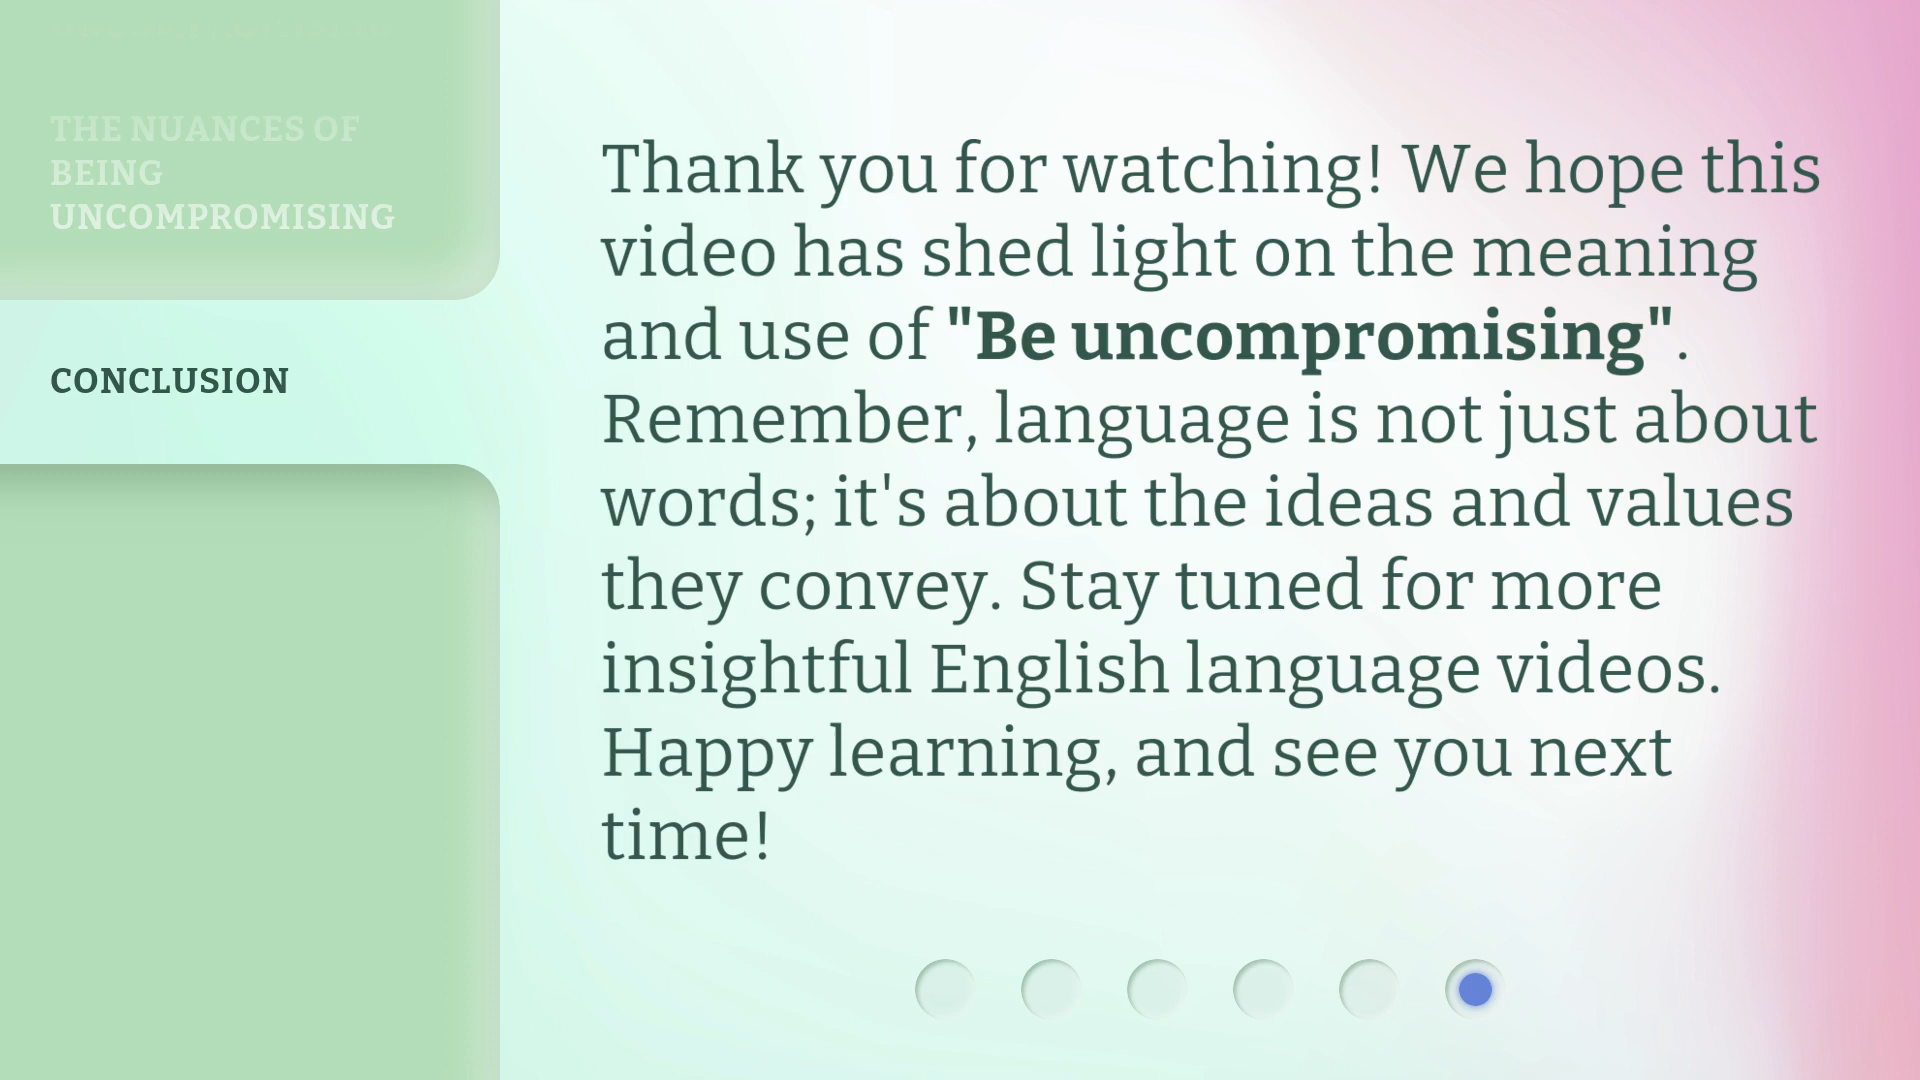 THE NUANCES OF
BEING
UNCOMPROMISING
CONCLUSION
Thank you for watching! We hope this
video has shed light on the meaning
and use of "Be uncompromising".
Remember, language is not just about
words; it's about the ideas and values
they convey. Stay tuned for more
insightful English language videos.
Happy learning, and see you next
time!